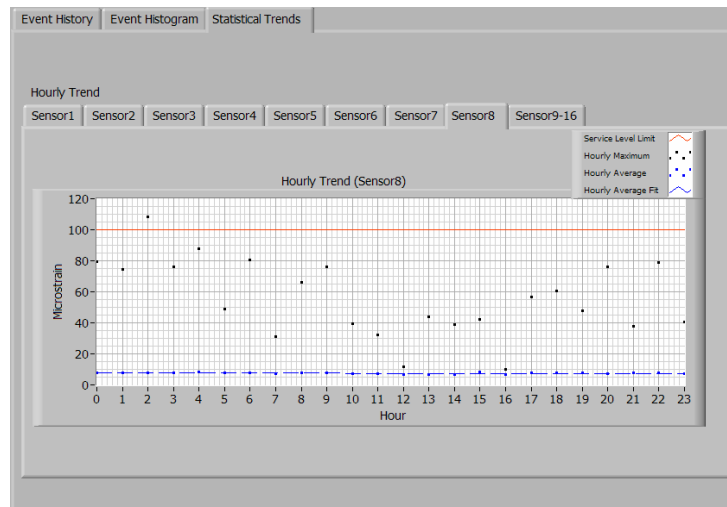 Event History Event Histogram Statistical Trends
Hourly Trend
Sensor1 Sensor2 Sensor3 Sensor4 Sensor5 Sensor6 Sensor7 Sensor8 Sensor9-16
Service Level Limit
Hourly Maximum
Hourly Average
Hourly Average Fit
Hourly Trend (Sensor8)
120
100
80
60
40
20
0
Microstrain
0 1 2 3 4 5 6 7 8 9 10 11 12 13 14 15 16 17 18 19 20 21 22 23
Hour